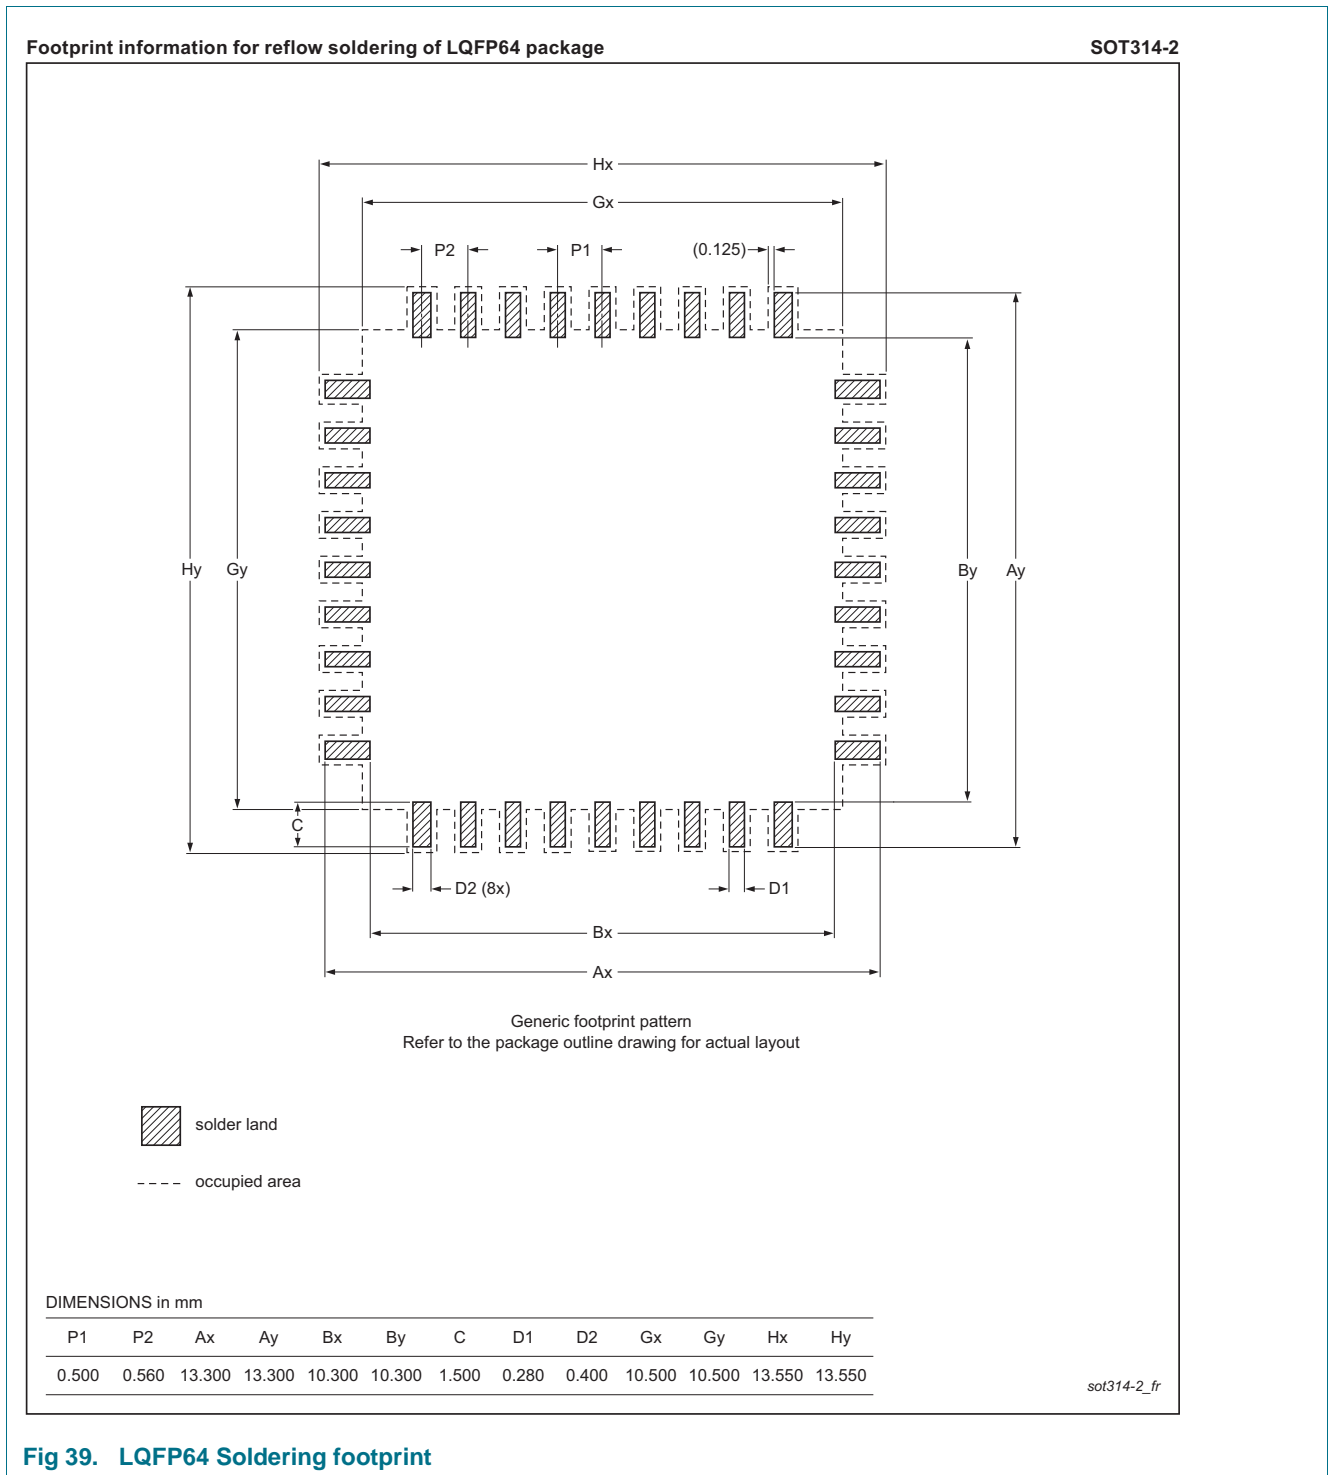 Footprint information for reflow soldering of LQFP64 package SOT314-2
Hx
Gx
P2 P1 (0.125)
Hy Gy By Ay
C
D2 (8x) D1
Bx
Ax
Generic footprint pattern
Refer to the package outline drawing for actual layout
solder land
occupied area
DIMENSIONS in mm
P1 P2 Ax Ay Bx By C D1 D2 Gx Gy Hx Hy
0.500 0.560 13.300 13.300 10.300 10.300 1.500 0.280 0.400 10.500 10.500 13.550 13.550
sot314-2_fr
Fig 39. LQFP64 Soldering footprint